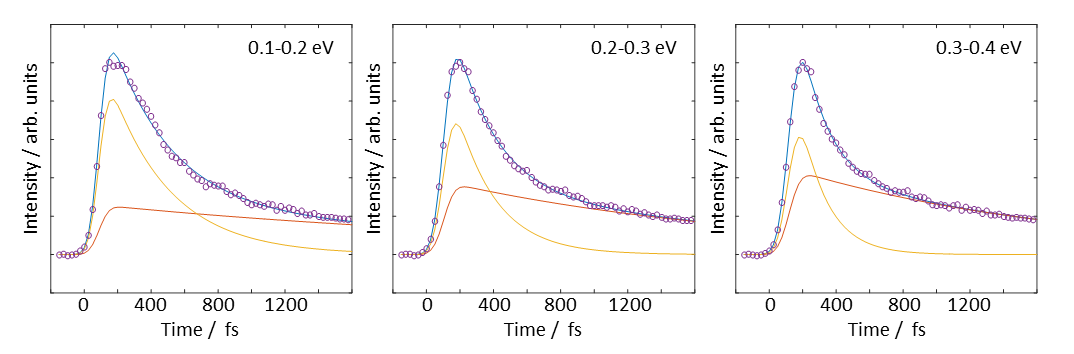 0.1-0.2 eV
Intensity / arb. units
0 400 800 1200
Time / fs
0.2-0.3 eV
Intensity / arb. units
0 400 800 1200
Time / fs
0.3-0.4 eV
Intensity / arb. units
0 400 800 1200
Time / fs